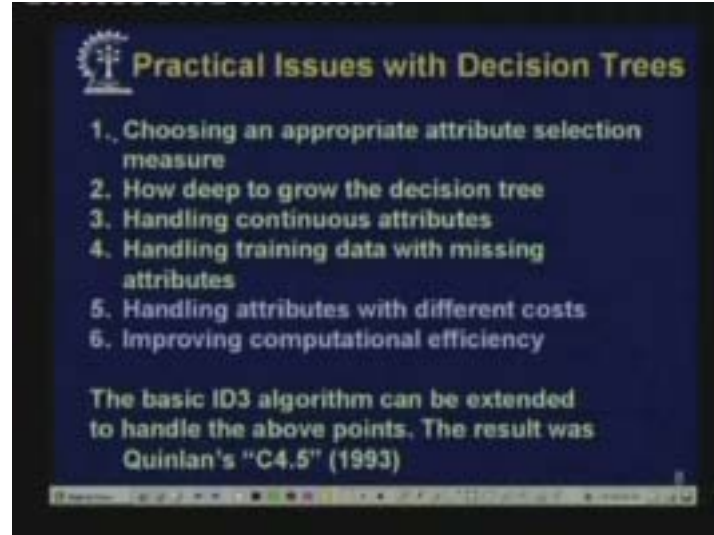 Practical Issues with Decision Trees
1. Choosing an appropriate attribute selection
measure
2. How deep to grow the decision tree
3. Handling continuous attributes
4. Handling training data with missing
attributes
5. Handling attributes with different costs
6. Improving computational efficiency
The basic ID3 algorithm can be extended
to handle the above points. The result was
Quinlan's "C4.5" (1993)